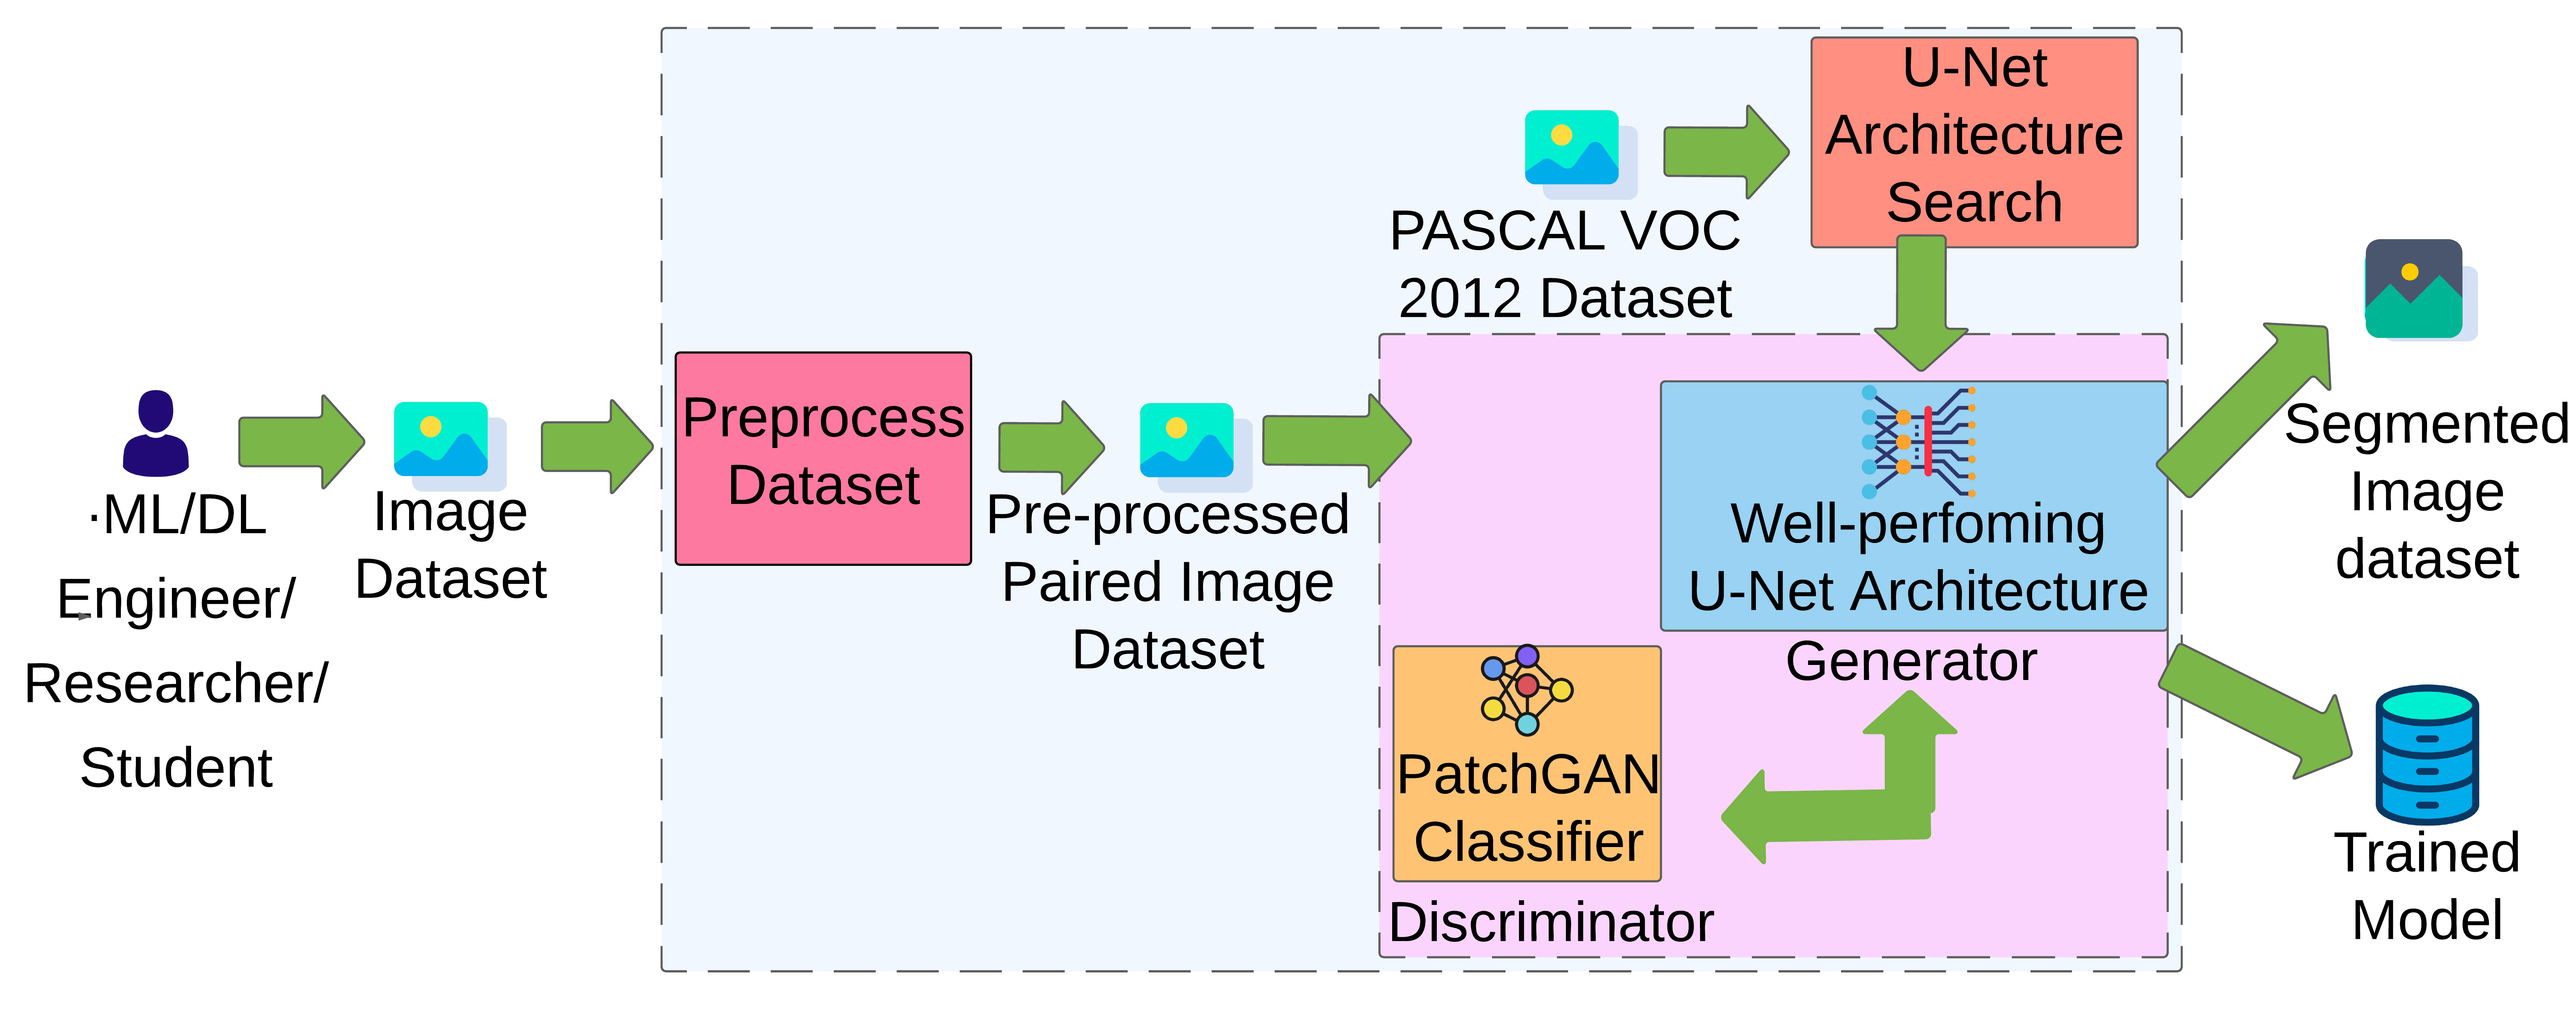 ·ML/DL
Engineer/
Researcher/
Student
Image
Dataset
Preprocess
Dataset
Pre-processed
Paired Image
Dataset
PASCAL VOC
2012 Dataset
U-Net
Architecture
Search
Well-perfoming
U-Net Architecture
Generator
PatchGAN
Classifier
Discriminator
Segmented
Image
dataset
Trained
Model